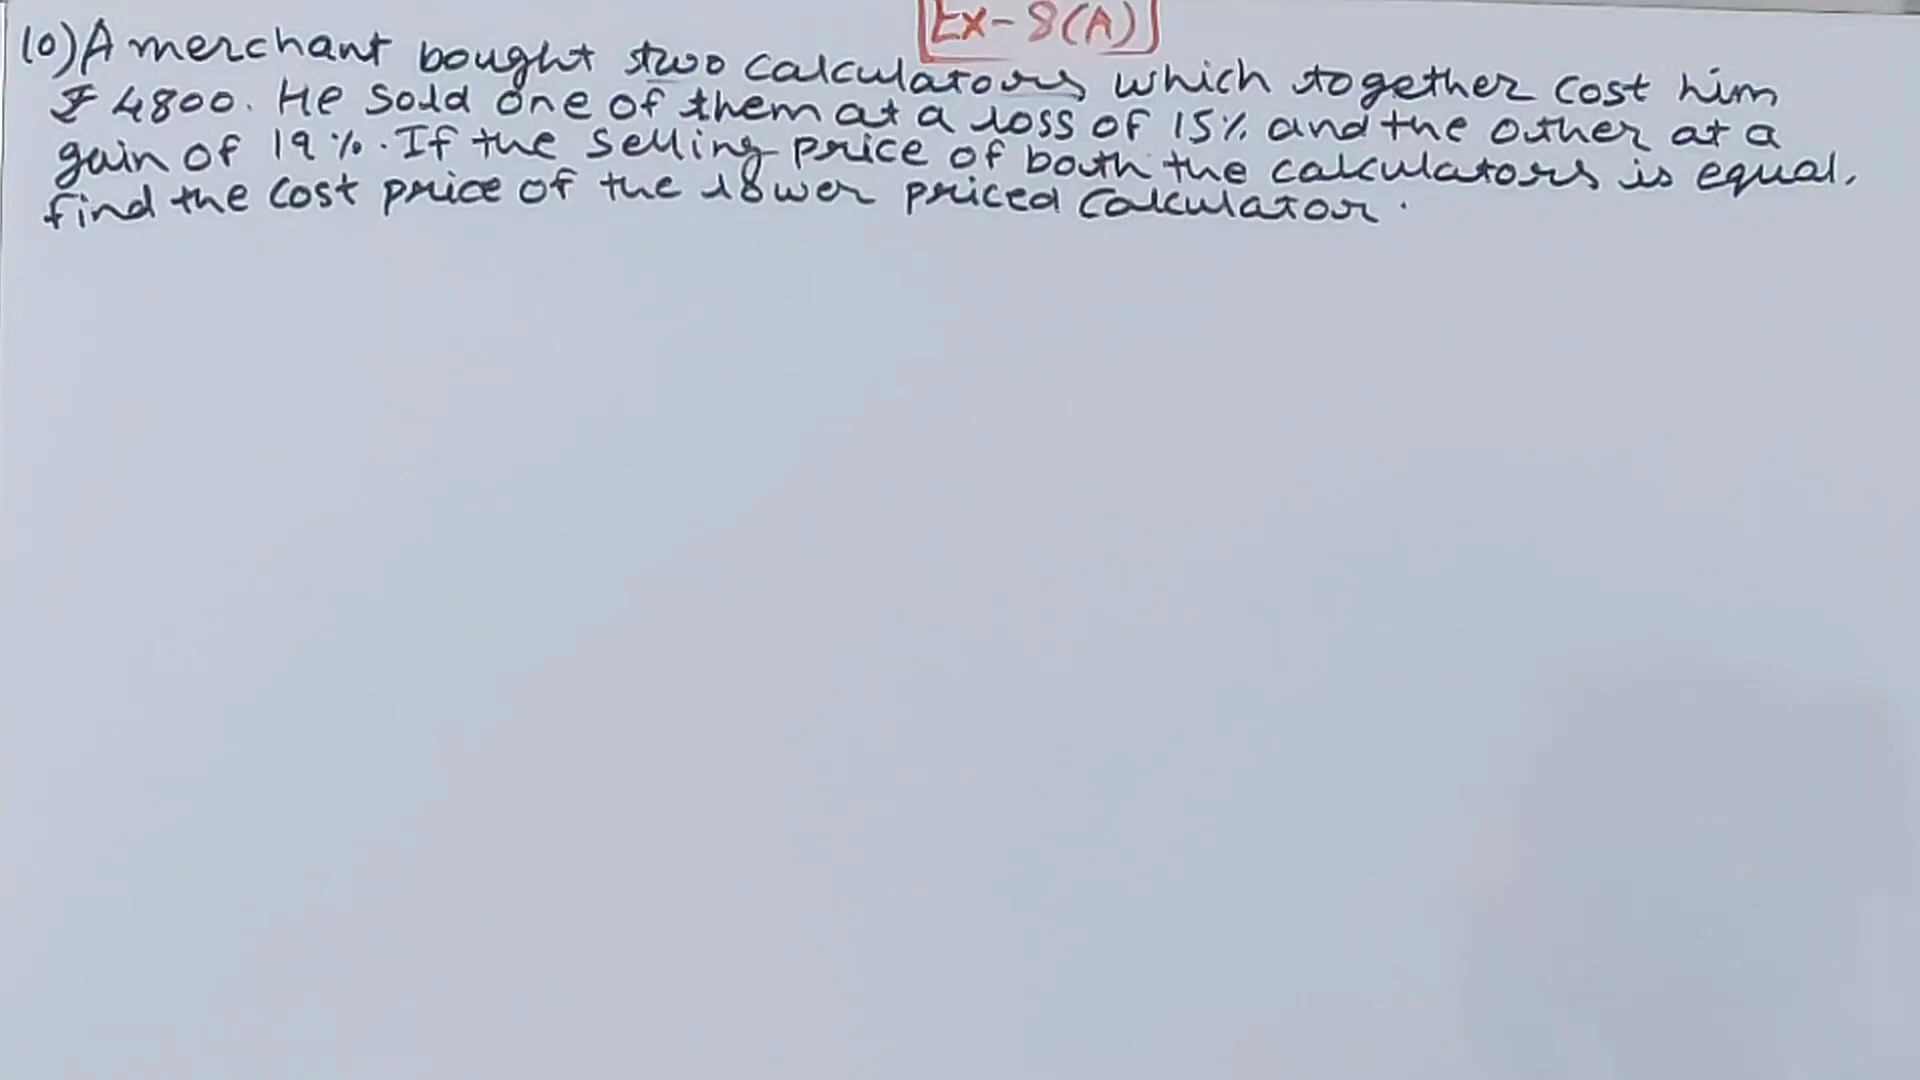 Ex-8(A)
10) A merchant bought two calculators which together cost him
₹ 4800. He sold one of them at a loss of 15% and the other at a
gain of 19%. If the selling price of both the calculators is equal,
find the cost price of the lower priced calculator.